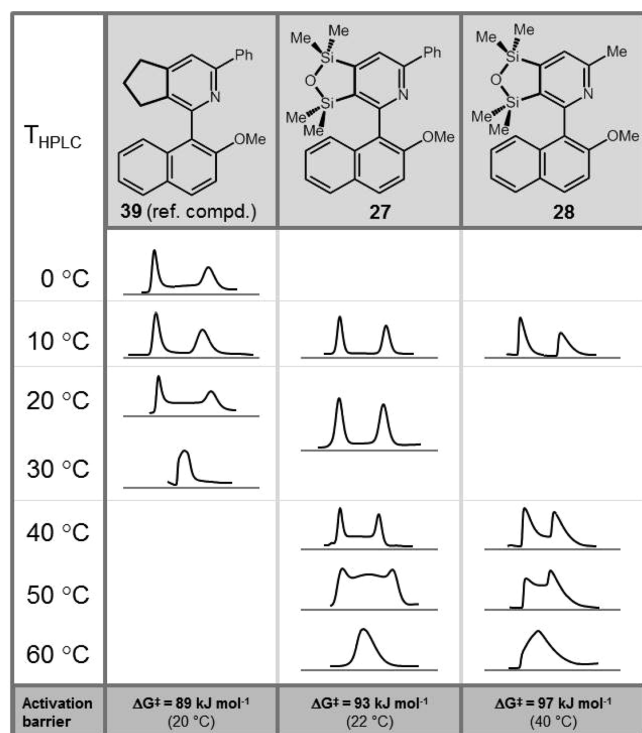 T_HPLC
Ph
N
OMe
39 (ref. compd.)
Me Me
Si
O
Si
Me
Me
Ph
N
OMe
27
Me Me
Si
O
Si
Me
Me
Me
N
OMe
28
0 °C
10 °C
20 °C
30 °C
40 °C
50 °C
60 °C
Activation barrier
ΔG‡ = 89 kJ mol⁻¹
(20 °C)
ΔG‡ = 93 kJ mol⁻¹
(22 °C)
ΔG‡ = 97 kJ mol⁻¹
(40 °C)